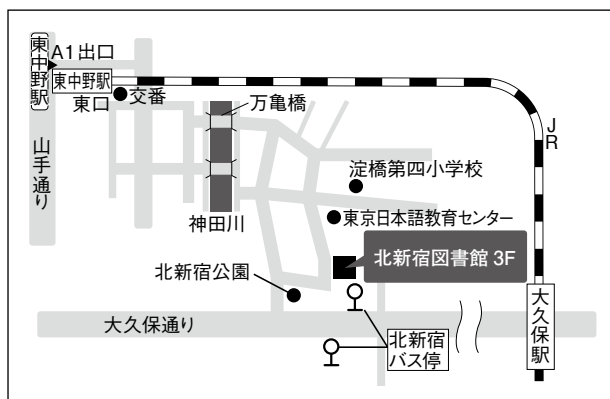 東中野駅
A1出口
東中野駅
東口
交番
山手通り
万亀橋
神田川
JR
淀橋第四小学校
東京日本語教育センター
北新宿図書館 3F
北新宿公園
大久保通り
北新宿
バス停
大久保駅